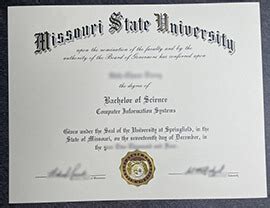 Missouri State University
upon the nomination of the faculty and by the
authority of the Board of Governors has conferred upon
the degree of
Bachelor of Science
Computer Information Systems
Given under the Seal of the University at Springfield, in the
State of Missouri, on the seventeenth day of December, in